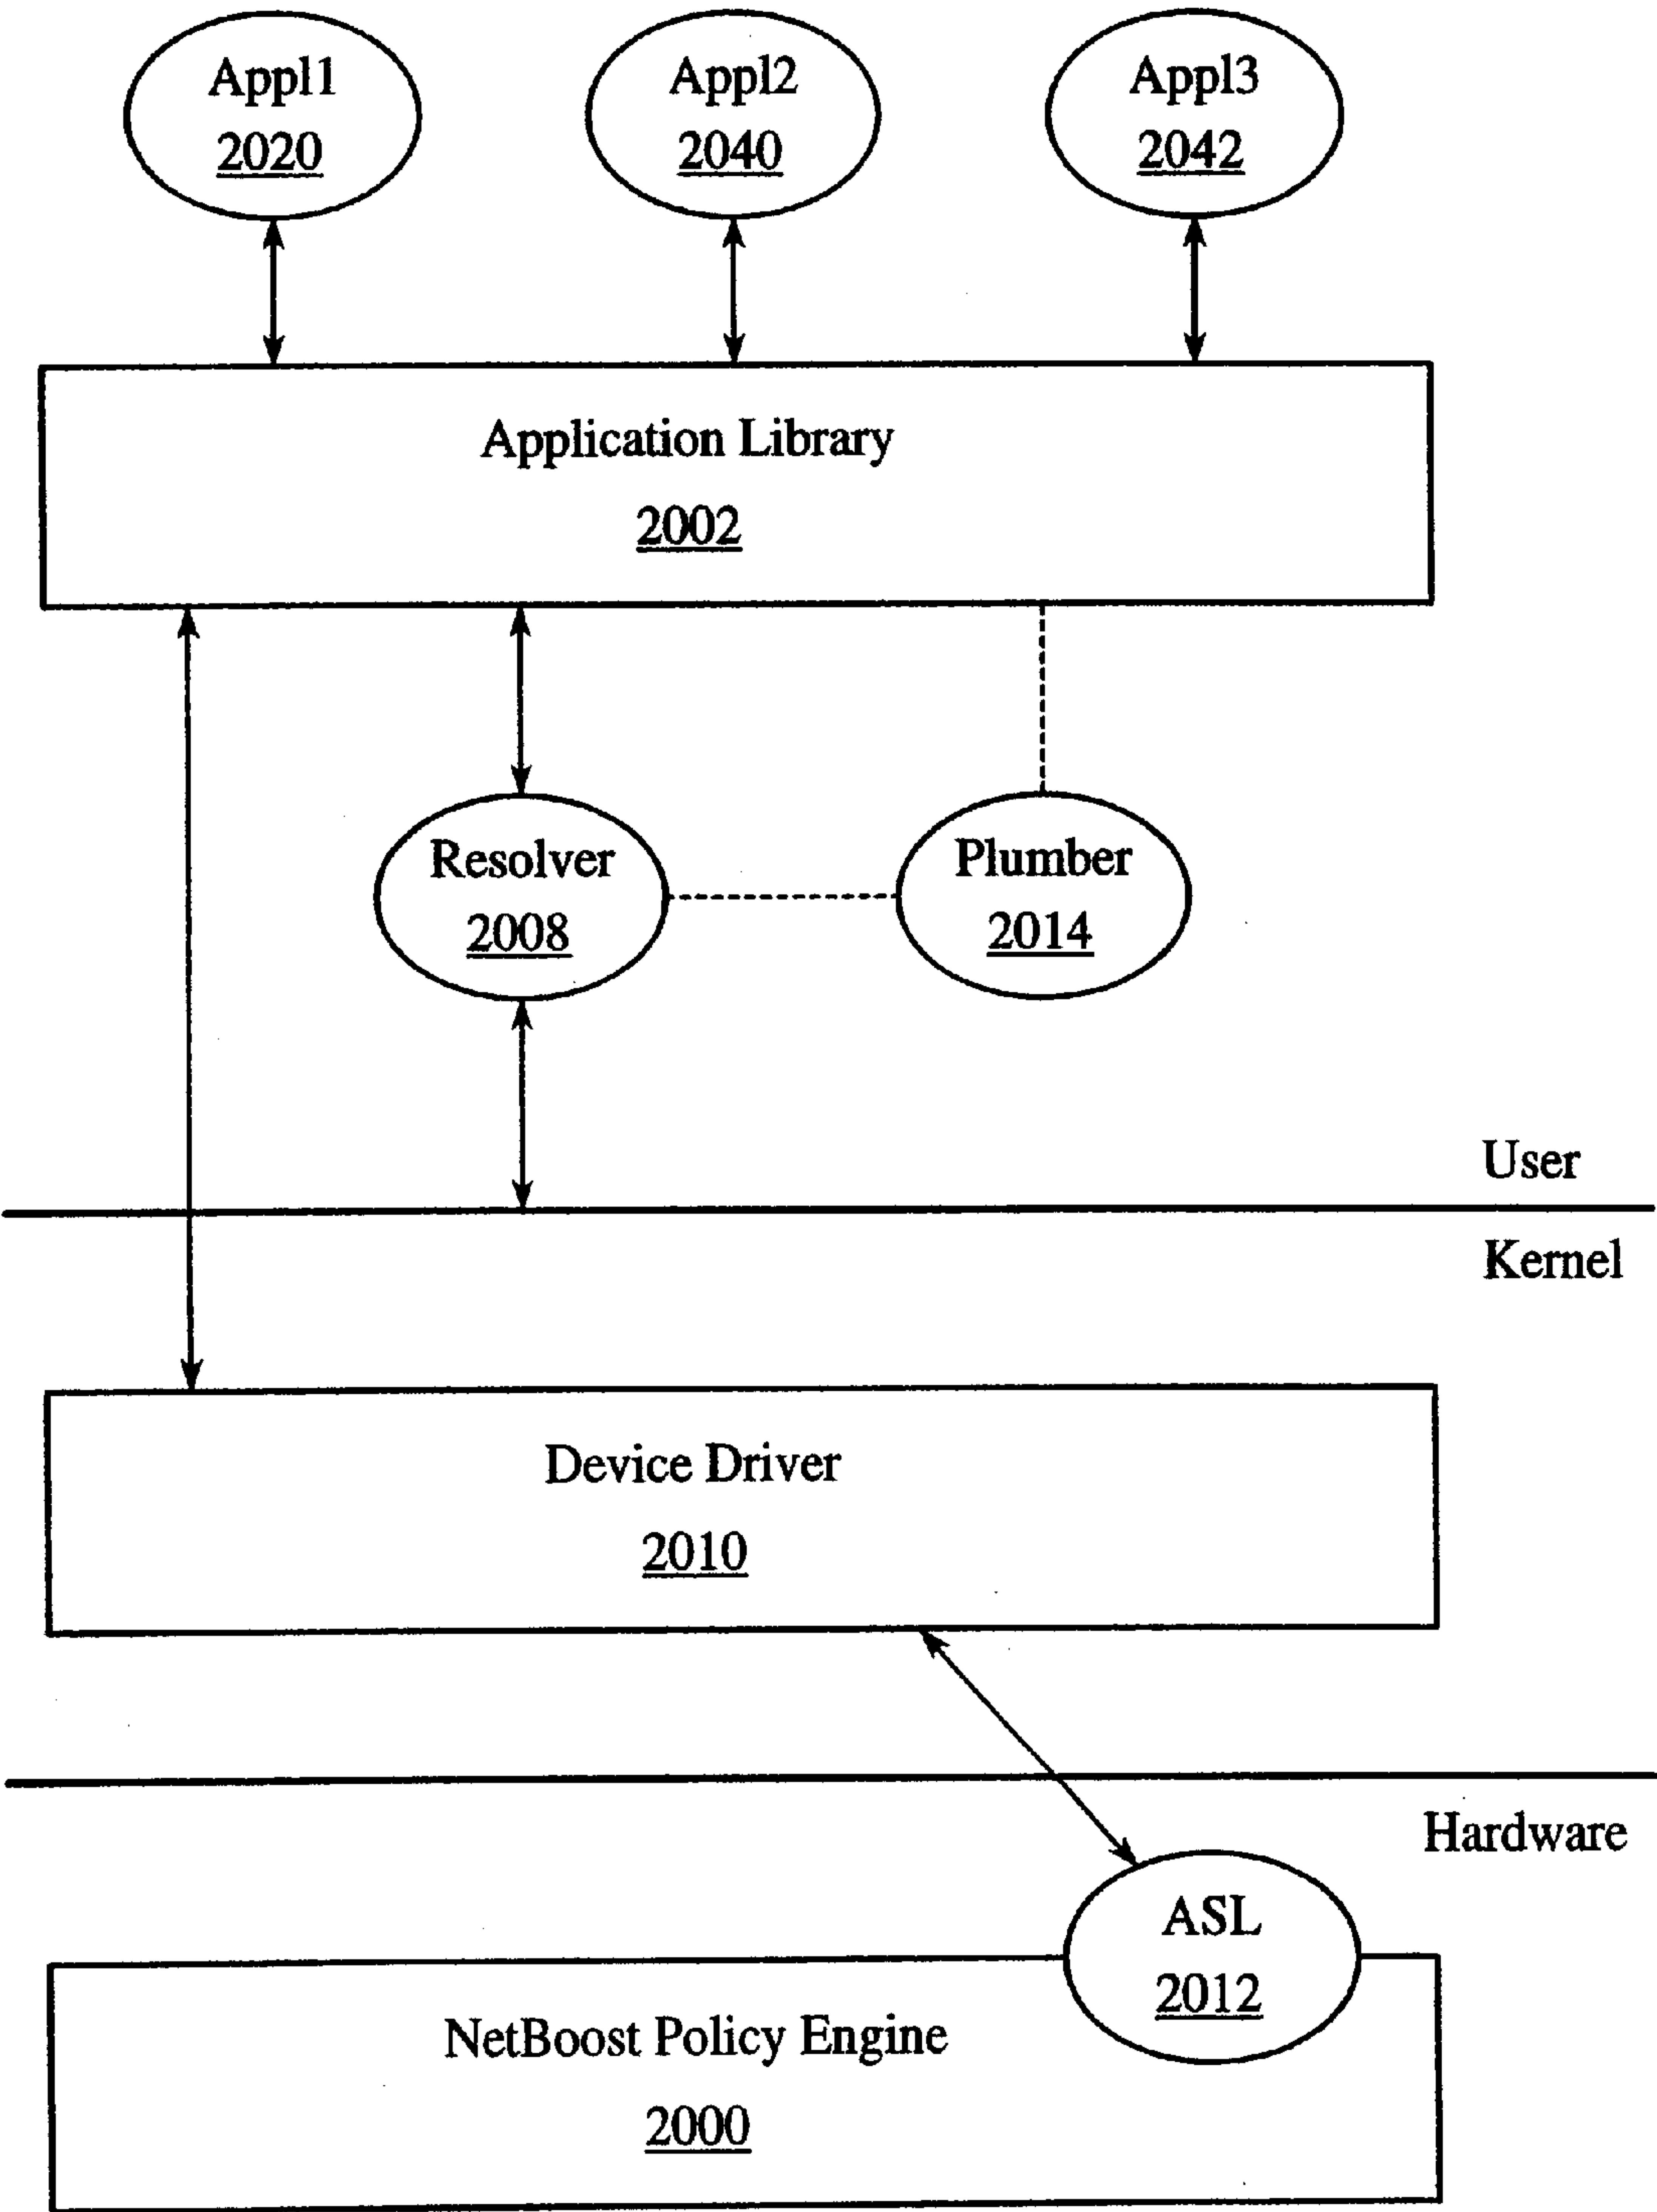 Appl1
2020
Appl2
2040
Appl3
2042
Application Library
2002
Resolver
2008
Plumber
2014
User
Kernel
Device Driver
2010
Hardware
ASL
2012
NetBoost Policy Engine
2000